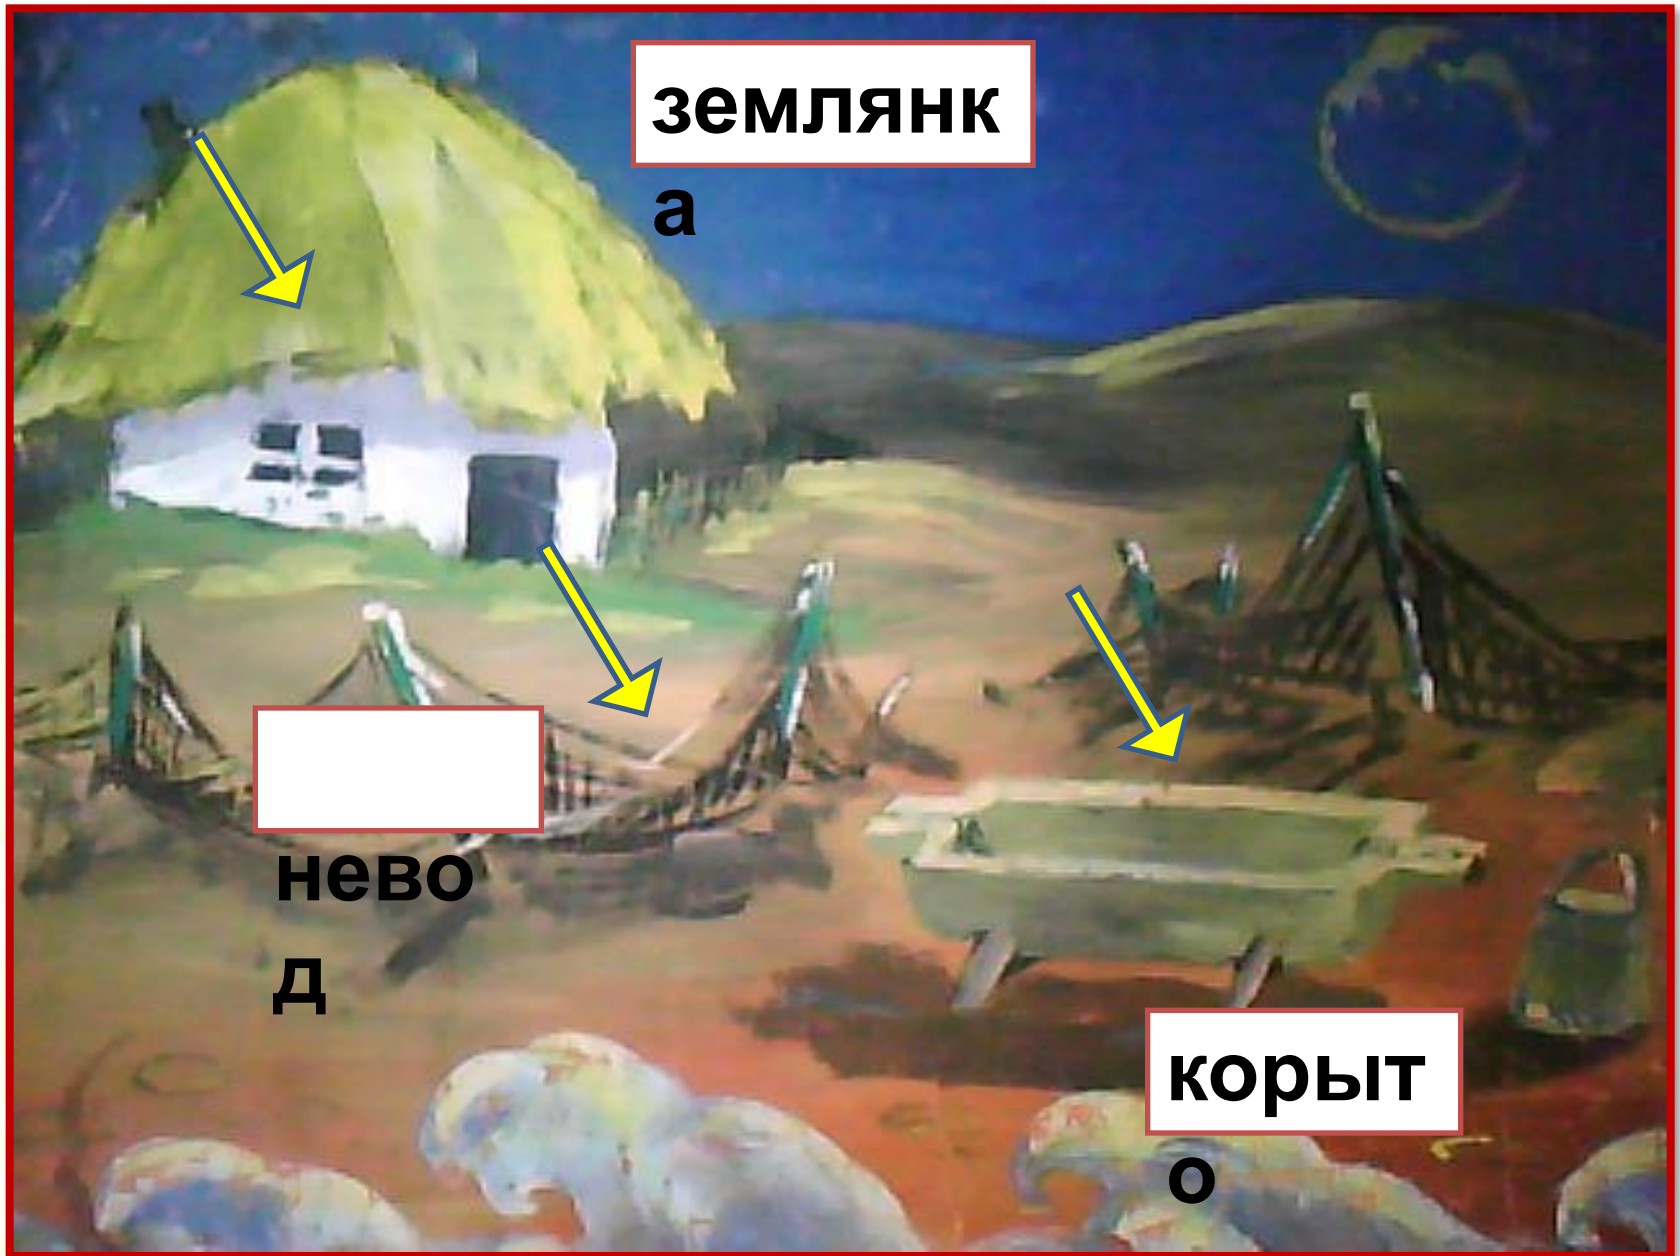 землянк
а
нево
д
корыт
о